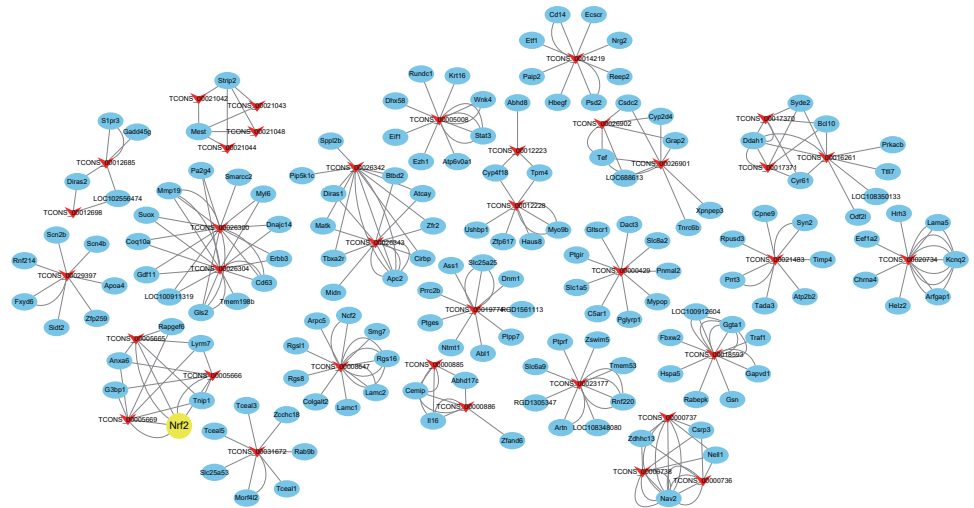 Cd14
Ecscr
Etf1
Nrg2
TCONS_00014219
Paip2
Reep2
Hbegf
Psd2
Strip2
TCONS_00021042
TCONS_00021043
Mest
TCONS_00021048
TCONS_00021044
Rundc1
Krt16
Dhx58
Wnk4
TCONS_00005008
Eif1
Stat3
Ezh1
Atp6v0a1
Abhd8
TCONS_00012223
Cyp4f18
Tpm4
TCONS_00012228
Ushbp1
Myo9b
Zfp617
Haus8
Csdc2
Cyp2d4
TCONS_00026902
Grap2
Tef
LOC688613
TCONS_00026901
Xpnpep3
Tnrc6b
Syde2
TCONS_00017370
Bcl10
Ddah1
TCONS_00016261
Prkacb
TCONS_00017371
Ttll7
Cyr61
LOC108350133
Odf2l
S1pr3
Gadd45g
TCONS_00012685
Diras2
LOC102556474
TCONS_00012698
Pa2g4
Smarcc2
Mmp19
Myl6
Suox
TCONS_00026300
Dnajc14
Coq10a
Erbb3
TCONS_00026304
Gdf11
Cd63
LOC100911319
Tmem198b
Gls2
Sppl2b
TCONS_00026342
Pip5k1c
Btbd2
Diras1
Atcay
Matk
Zfr2
TCONS_00026343
Tbxa2r
Cirbp
Apc2
Midn
Scn2b
Scn4b
Rnf214
TCONS_00029397
Apoa4
Fxyd6
Zfp259
Sidt2
Ass1
Slc25a25
Dnm1
Prrc2b
TCONS_00019774
RGD1561113
Ptges
Plpp7
Ntmt1
Abl1
Gltscr1
Dact3
Ptgir
Slc8a2
TCONS_00000429
Pnmal2
Slc1a5
Mypop
C5ar1
Pglyrp1
Cpne9
Syn2
Rpusd3
TCONS_00021483
Timp4
Prrt3
Atp2b2
Tada3
Hrh3
Lama5
Eef1a2
TCONS_00020734
Kcnq2
Chrna4
Arfgap1
Helz2
Rapgef6
TCONS_00005665
Lyrm7
Anxa6
TCONS_00005666
G3bp1
Tnip1
TCONS_00005669
Nrf2
Ncf2
Arpc5
Smg7
Rgsl1
Rgs16
TCONS_00008647
Rgs8
Lamc2
Colgalt2
Lamc1
TCONS_00000885
Abhd17c
Cemip
TCONS_00000886
Il16
Zfand6
Zswim5
Ptprf
Tmem53
Slc6a9
TCONS_00023177
RGD1305347
Rnf220
Artn
LOC108348080
LOC100912604
Ggta1
Fbxw2
Traf1
TCONS_00018593
Hspa5
Gapvd1
Rabepk
Gsn
Tceal3
Zcchc18
Tceal5
TCONS_00031672
Rab9b
Slc25a53
Tceal1
Morf4l2
TCONS_00000737
Csrp3
Zdhhc13
Nell1
TCONS_00000738
TCONS_00000736
Nav2